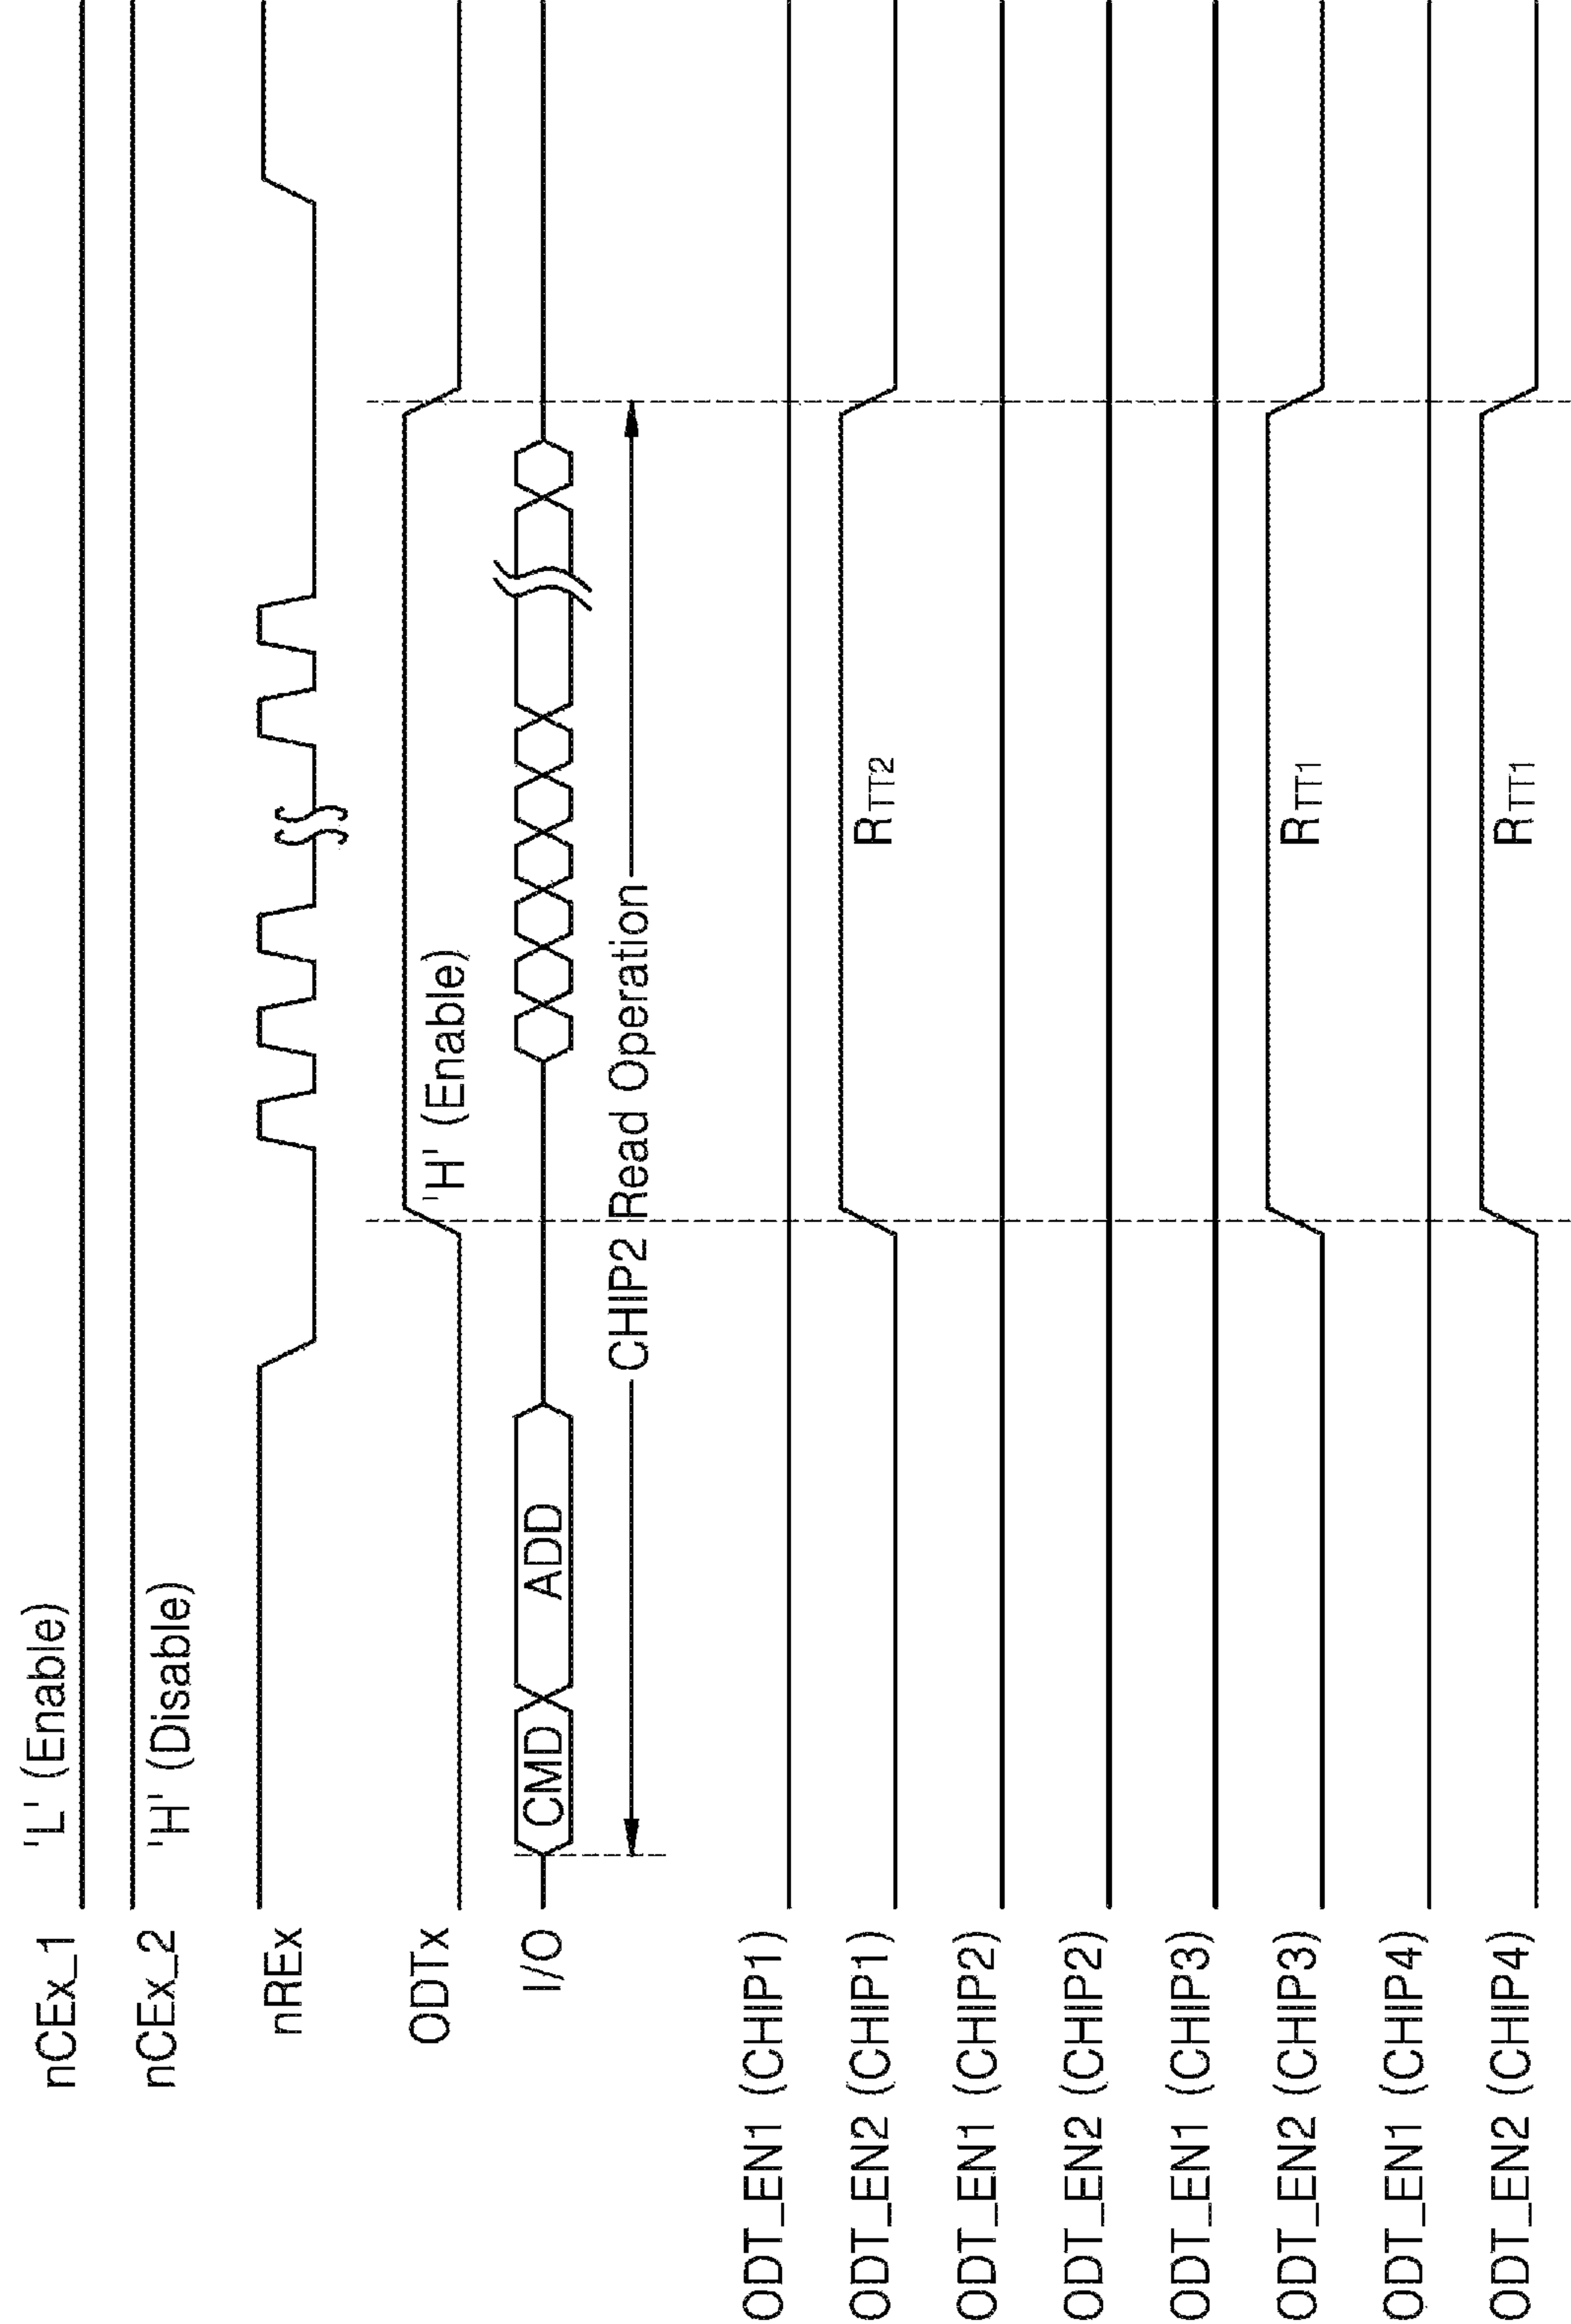 nCEx_1 'L' (Enable)
nCEx_2 'H' (Disable)
nREx
ODTx 'H' (Enable)
I/O CMD ADD
CHIP2 Read Operation
ODT_EN1 (CHIP1)
ODT_EN2 (CHIP1) RTT2
ODT_EN1 (CHIP2)
ODT_EN2 (CHIP2)
ODT_EN1 (CHIP3)
ODT_EN2 (CHIP3) RTT1
ODT_EN1 (CHIP4)
ODT_EN2 (CHIP4) RTT1